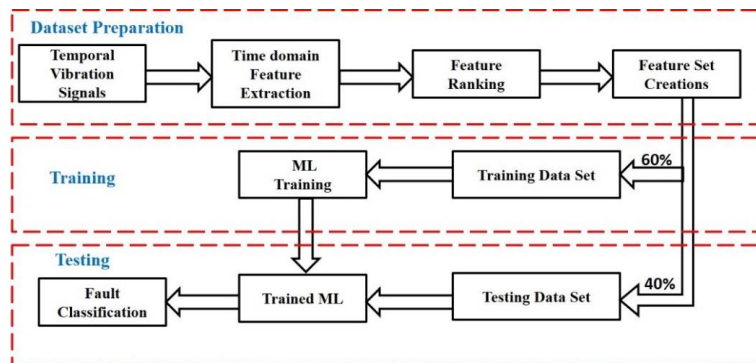 Dataset Preparation
Temporal
Vibration
Signals
Time domain
Feature
Extraction
Feature
Ranking
Feature Set
Creations
Training
ML
Training
Training Data Set
60%
Testing
Fault
Classification
Trained ML
Testing Data Set
40%